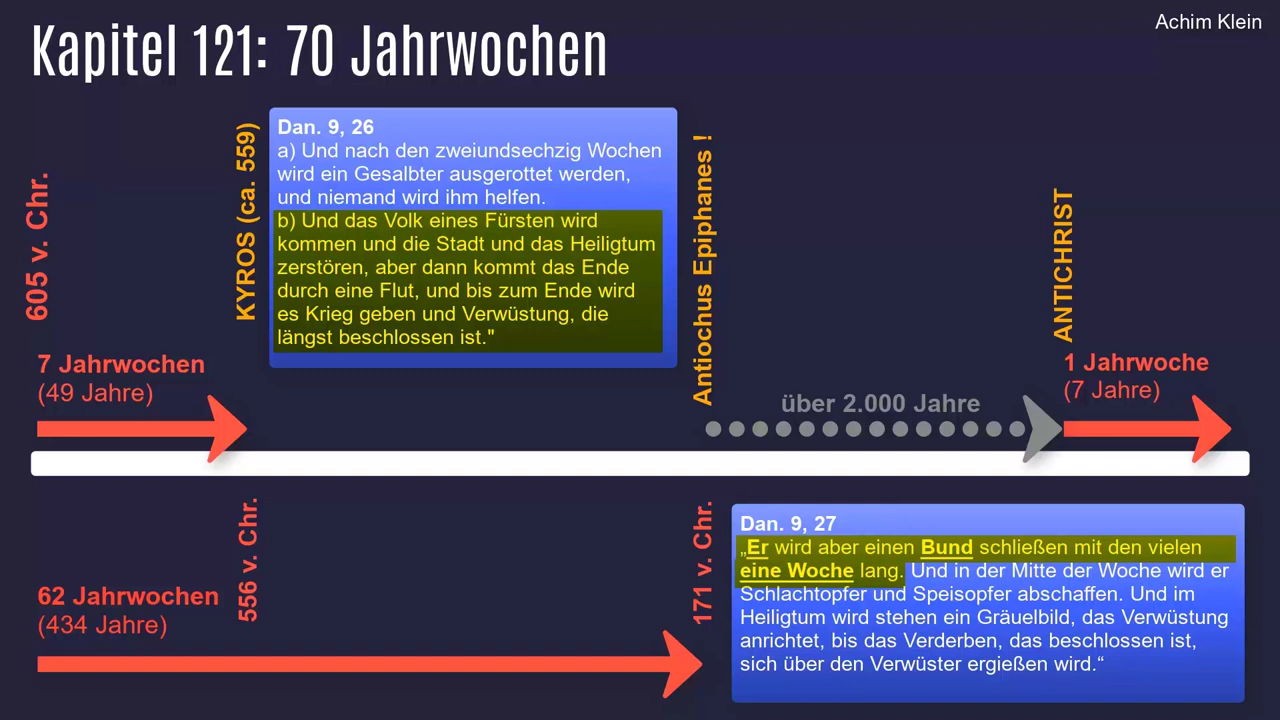 Achim Klein
Kapitel 121: 70 Jahrwochen
605 v. Chr.
7 Jahrwochen
(49 Jahre)
KYROS (ca. 559)
Dan. 9, 26
a) Und nach den zweiundsechzig Wochen
wird ein Gesalbter ausgerottet werden,
und niemand wird ihm helfen.
b) Und das Volk eines Fürsten wird
kommen und die Stadt und das Heiligtum
zerstören, aber dann kommt das Ende
durch eine Flut, und bis zum Ende wird
es Krieg geben und Verwüstung, die
längst beschlossen ist."
Antiochus Epiphanes !
über 2.000 Jahre
ANTICHRIST
1 Jahrwoche
(7 Jahre)
62 Jahrwochen
(434 Jahre)
556 v. Chr.
171 v. Chr.
Dan. 9, 27
„Er wird aber einen Bund schließen mit den vielen
eine Woche lang. Und in der Mitte der Woche wird er
Schlachtopfer und Speisopfer abschaffen. Und im
Heiligtum wird stehen ein Gräuelbild, das Verwüstung
anrichtet, bis das Verderben, das beschlossen ist,
sich über den Verwüster ergießen wird.“